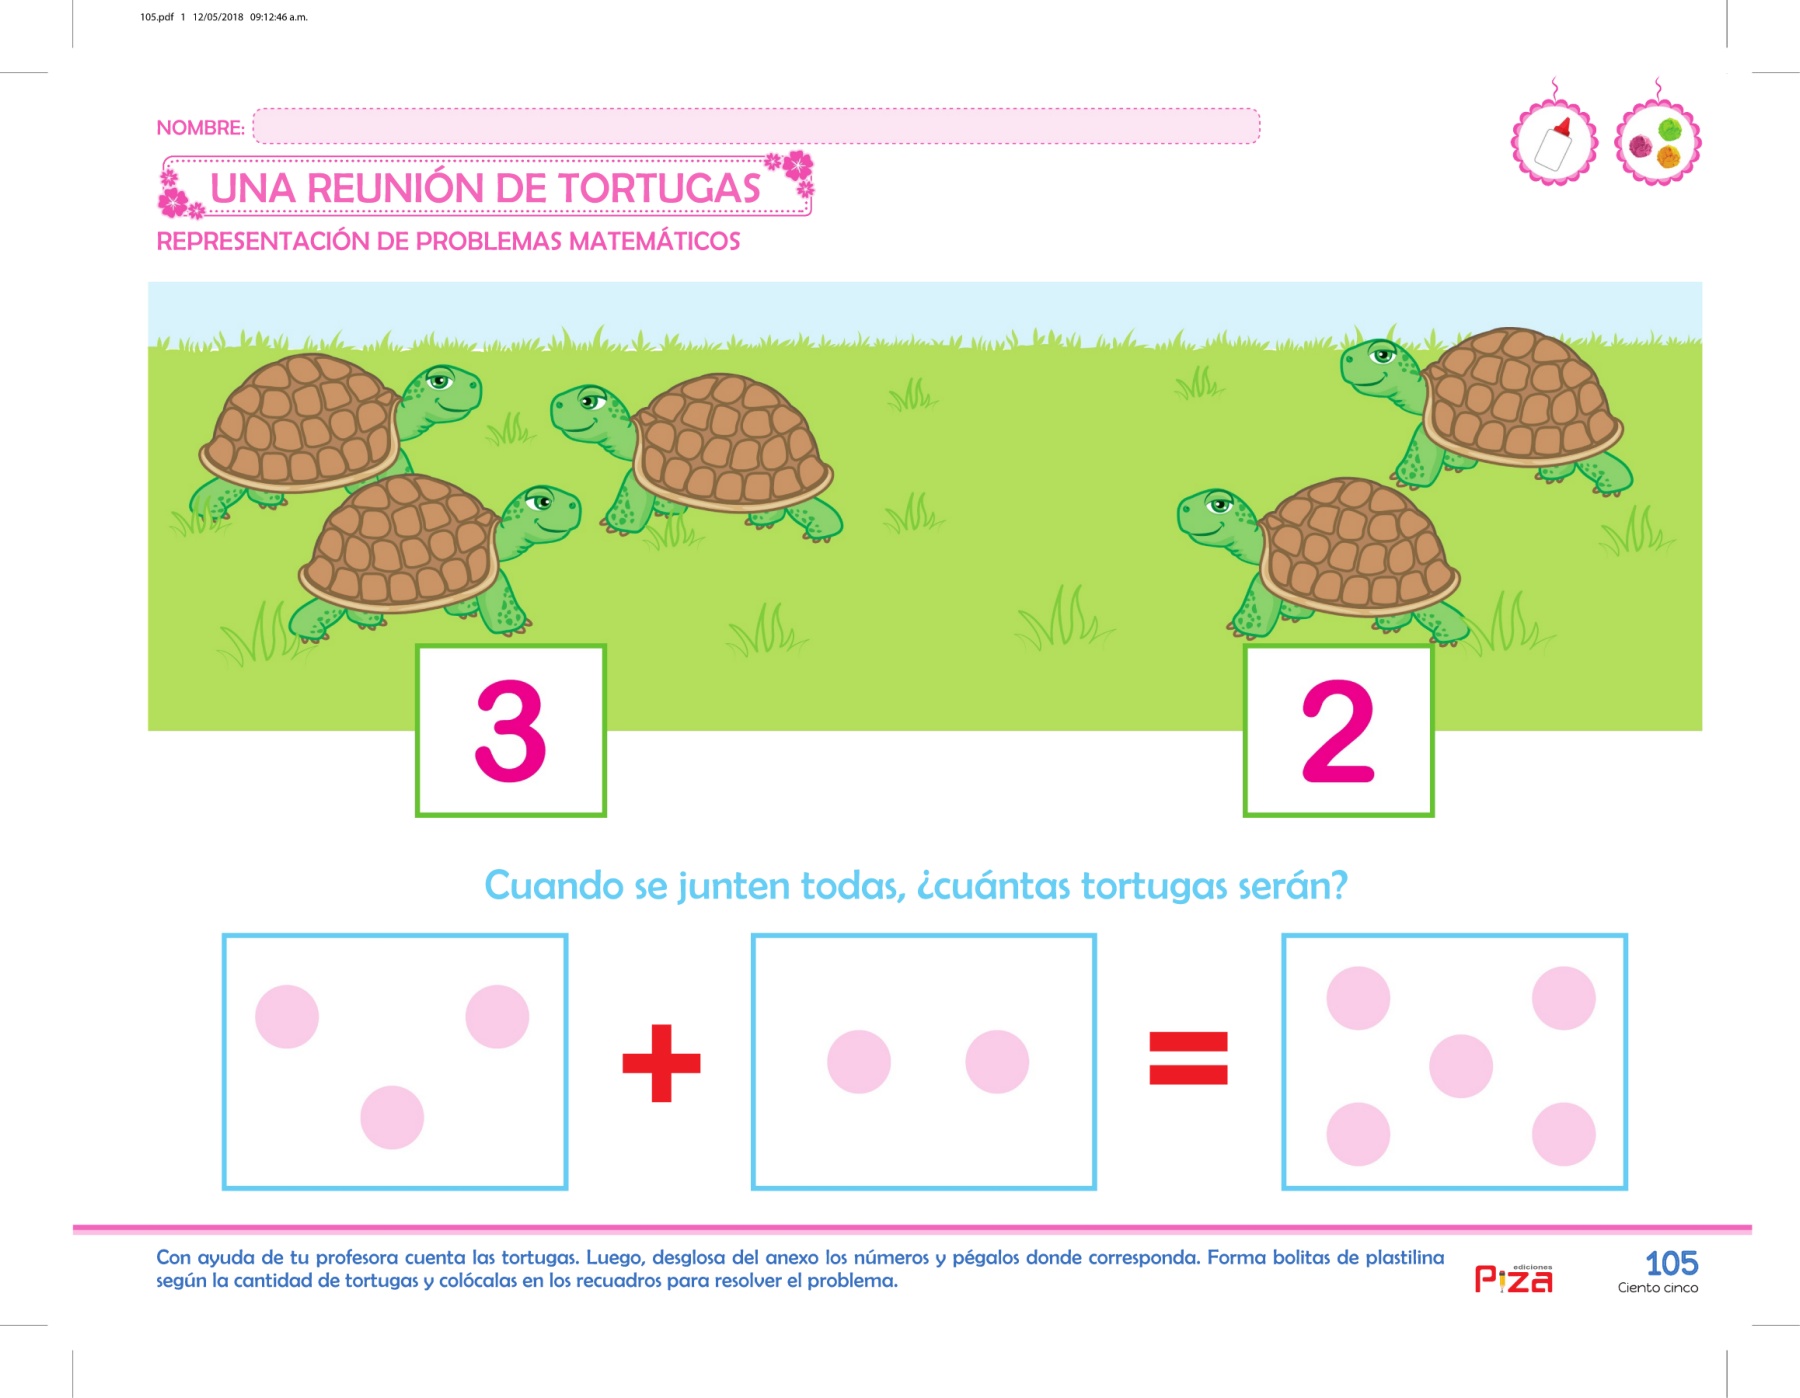 105.pdf 1 12/05/2018 09:12:46 a.m.
NOMBRE:
UNA REUNIÓN DE TORTUGAS
REPRESENTACIÓN DE PROBLEMAS MATEMÁTICOS
3
2
Cuando se junten todas, ¿cuántas tortugas serán?
+
=
Con ayuda de tu profesora cuenta las tortugas. Luego, desglosa del anexo los números y pégalos donde corresponda. Forma bolitas de plastilina
según la cantidad de tortugas y colócalas en los recuadros para resolver el problema.
ediciones
Piza
105
Ciento cinco